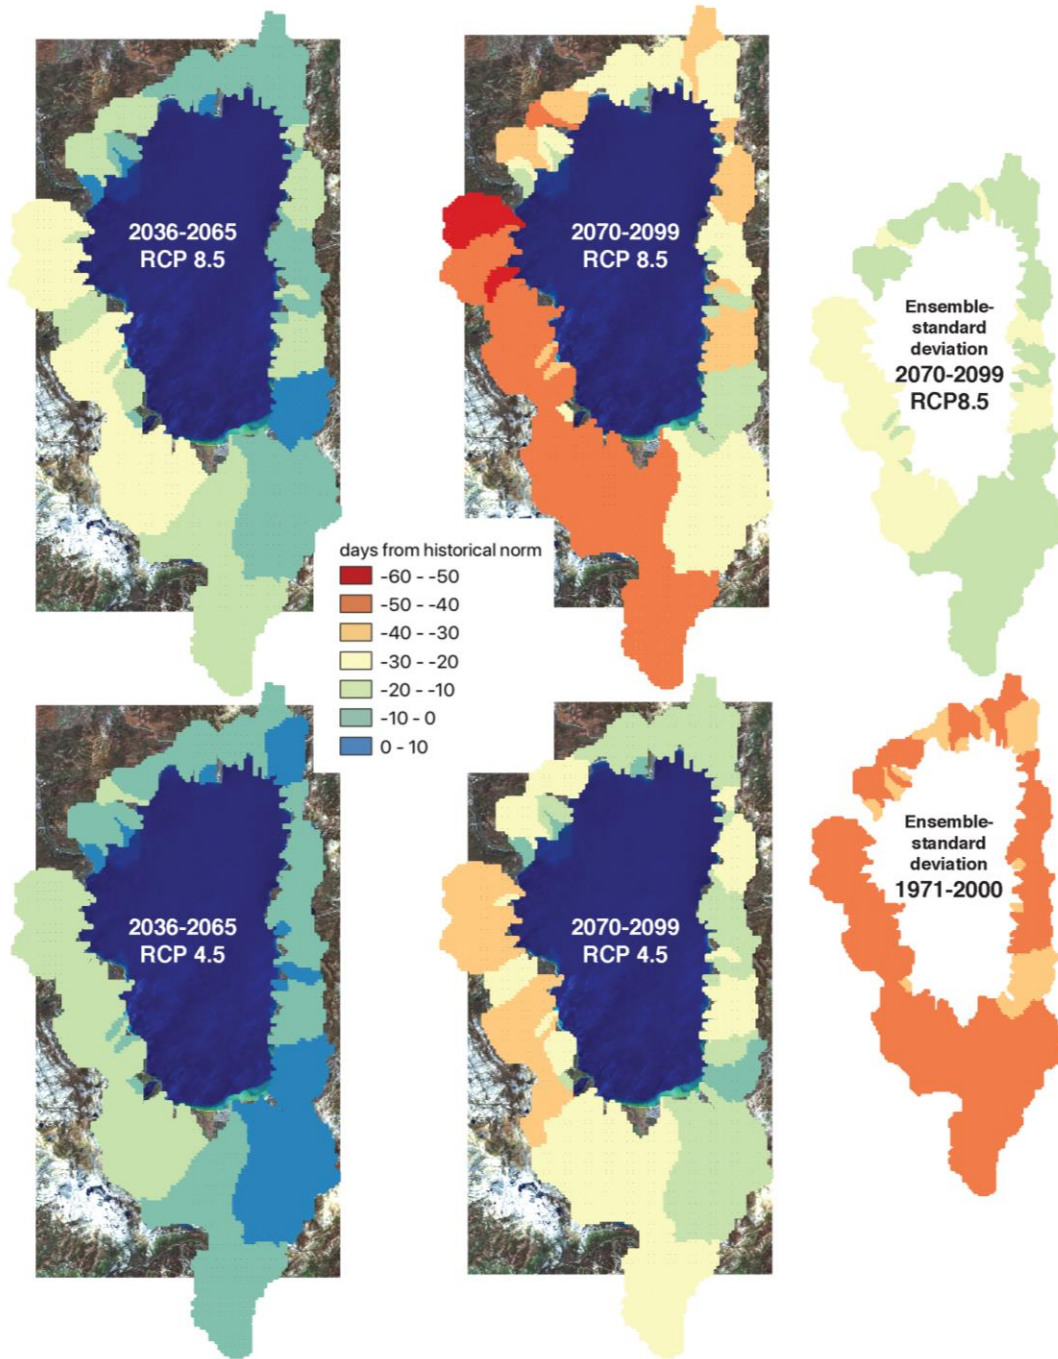 2036-2065
RCP 8.5
2070-2099
RCP 8.5
Ensemble-
standard
deviation
2070-2099
RCP8.5
days from historical norm
-60 - -50
-50 - -40
-40 - -30
-30 - -20
-20 - -10
-10 - 0
0 - 10
2036-2065
RCP 4.5
2070-2099
RCP 4.5
Ensemble-
standard
deviation
1971-2000